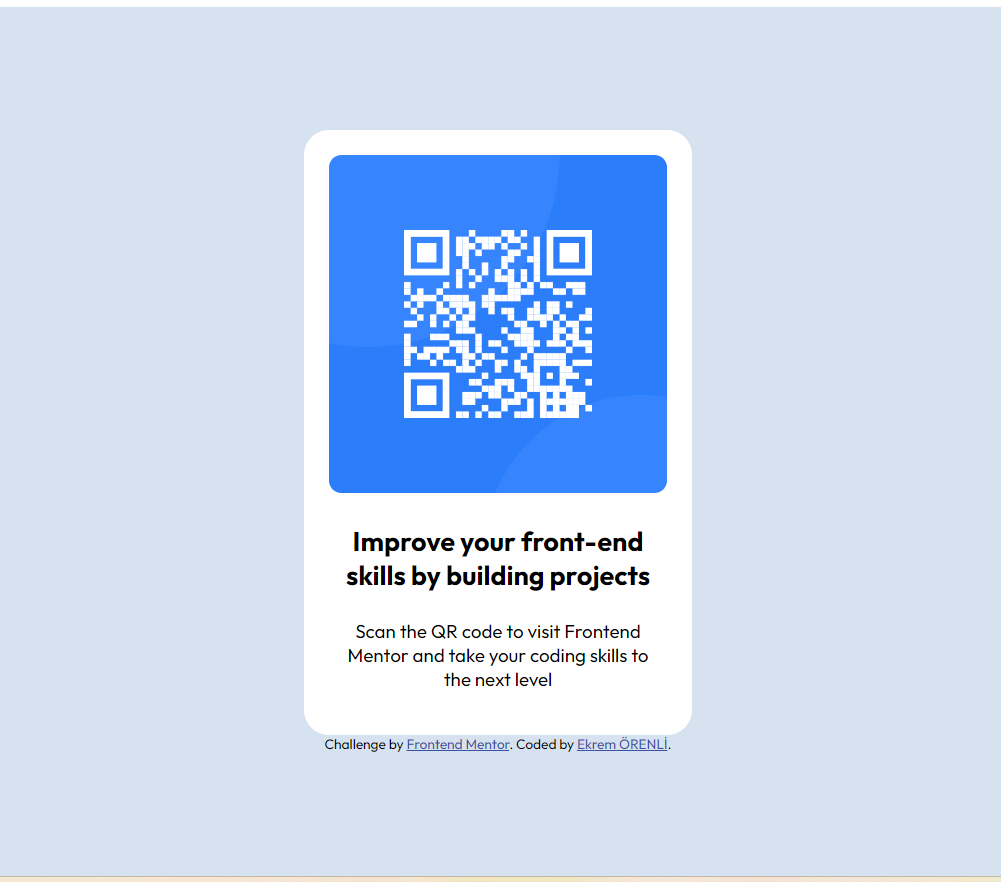 Improve your front-end
skills by building projects
Scan the QR code to visit Frontend
Mentor and take your coding skills to
the next level
Challenge by Frontend Mentor. Coded by Ekrem ÖRENLİ.